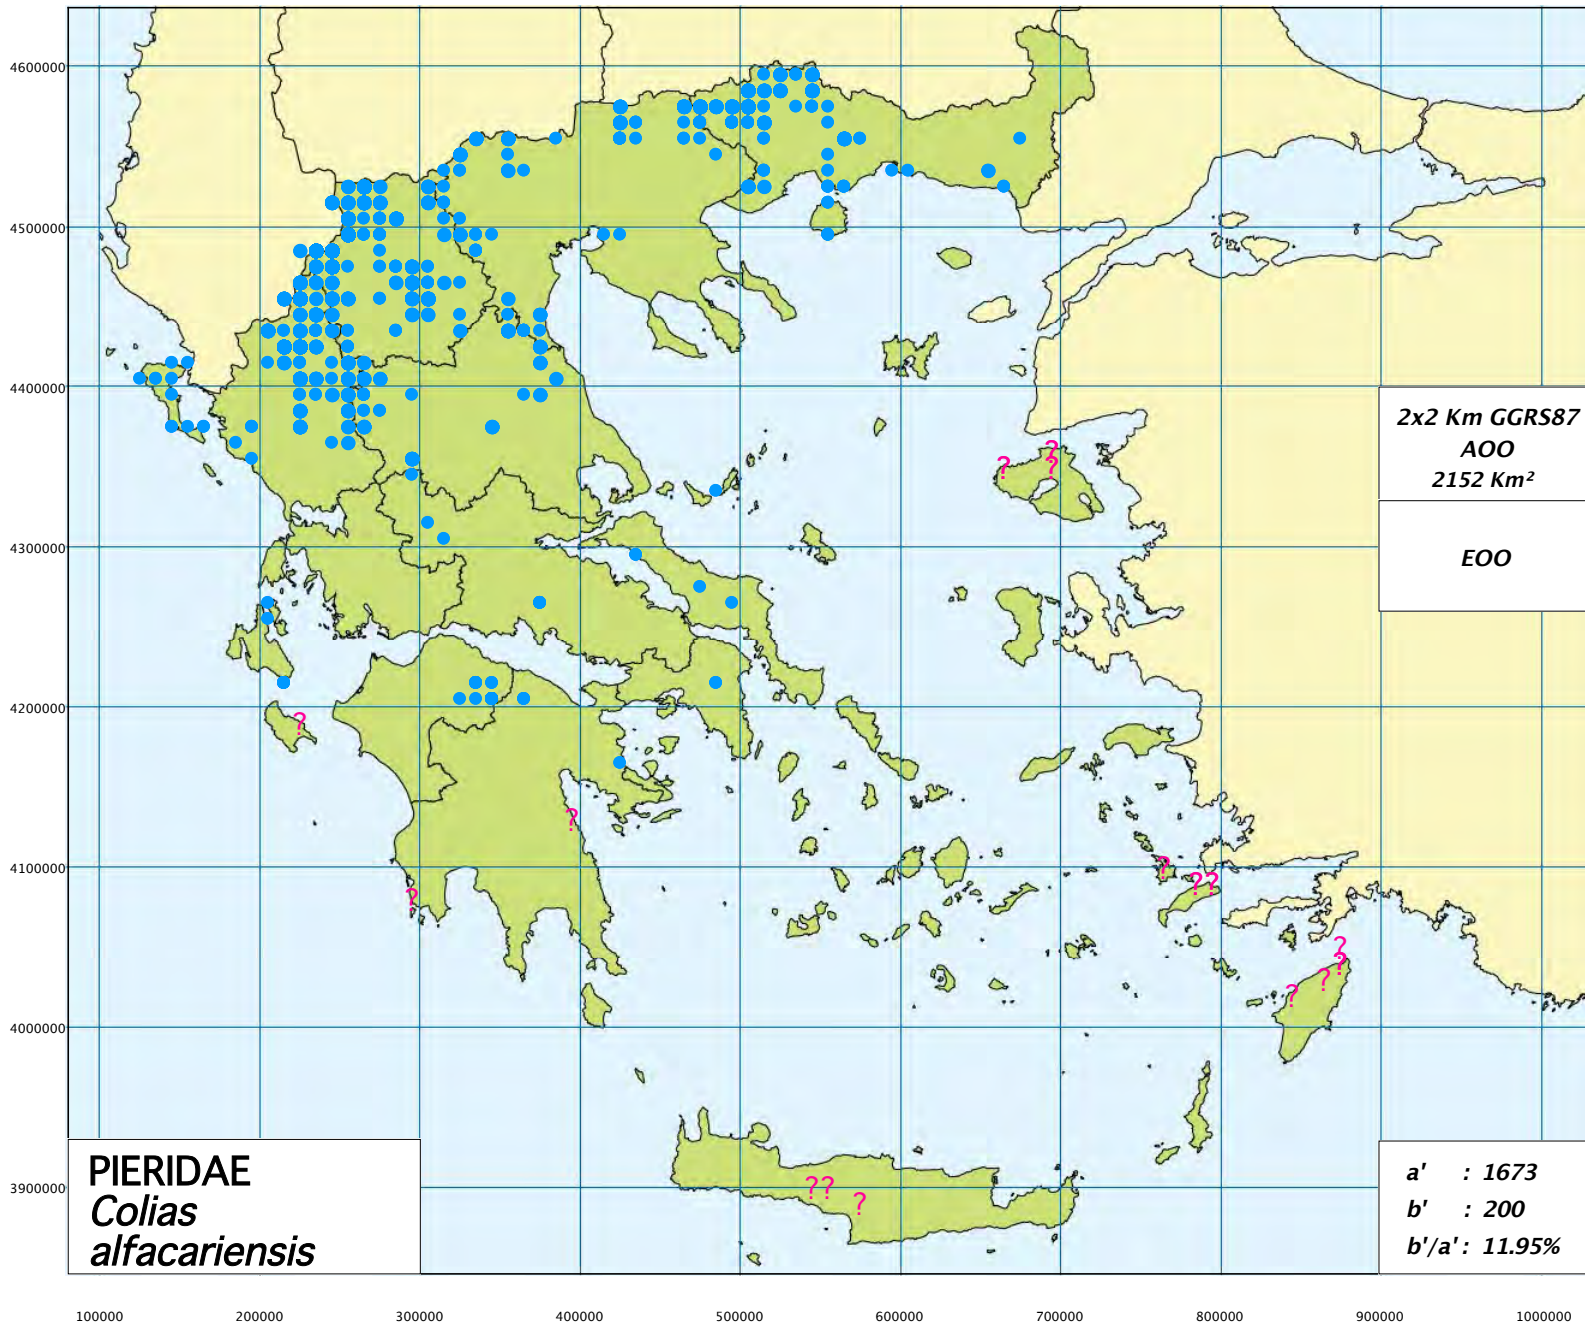 4600000
4500000
4400000
4300000
4200000
4100000
4000000
3900000
2x2 Km GGRS87
AOO
2152 Km²
EOO
?
?
?
?
?
?
?
? ?
?
?
?
?
? ?
?
PIERIDAE
Colias
alfacariensis
a' : 1673
b' : 200
b'/a' : 11.95%
100000 200000 300000 400000 500000 600000 700000 800000 900000 1000000